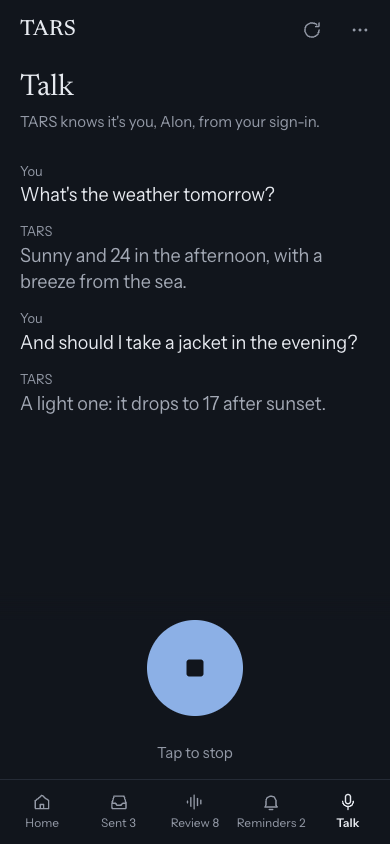 TARS
Talk
TARS knows it's you, Alon, from your sign-in.
You
What's the weather tomorrow?
TARS
Sunny and 24 in the afternoon, with a
breeze from the sea.
You
And should I take a jacket in the evening?
TARS
A light one: it drops to 17 after sunset.
Tap to stop
Home
Sent 3
Review 8
Reminders 2
Talk